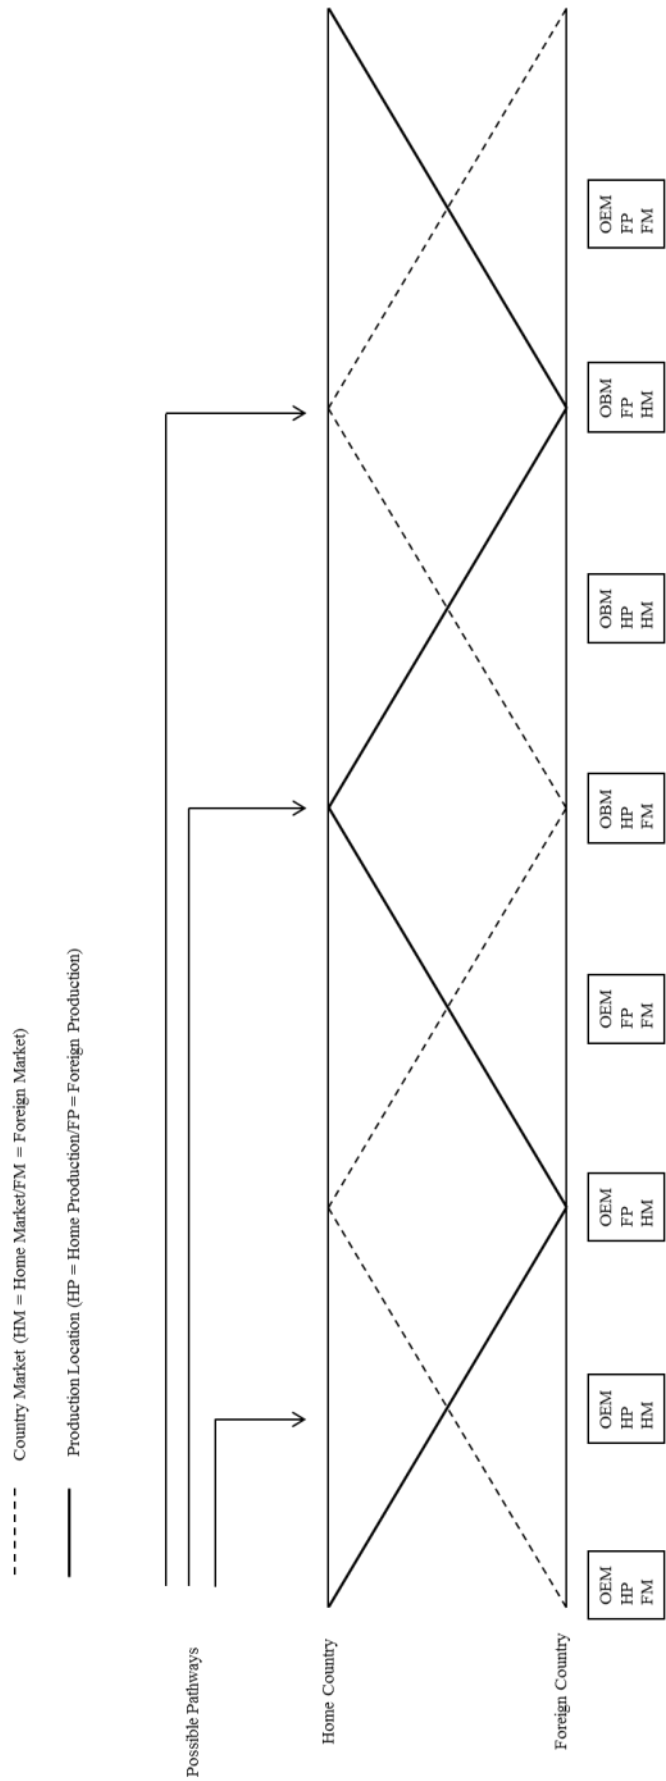 Country Market (HM = Home Market/FM = Foreign Market)
Production Location (HP = Home Production/FP = Foreign Production)
Possible Pathways
Home Country
Foreign Country
OEM
HP
FM
OEM
HP
HM
OEM
FP
HM
OEM
FP
FM
OBM
HP
FM
OBM
HP
HM
OBM
FP
HM
OEM
FP
FM